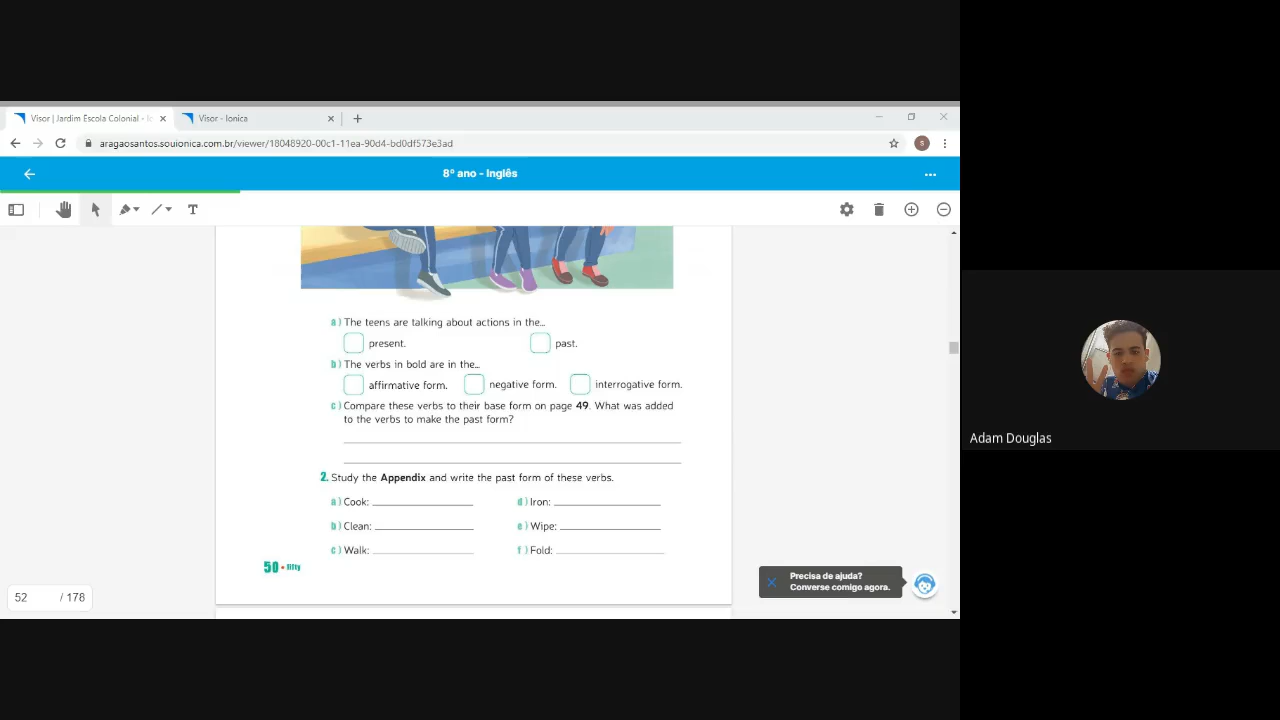 Visor | Jardim Escola Colonial - Io
Visor - Ionica
aragaosantos.souionica.com.br/viewer/18048920-00c1-11ea-90d4-bd0df573e3ad
S
8º ano - Inglês
T
a) The teens are talking about actions in the...
present.
past.
b) The verbs in bold are in the...
affirmative form.
negative form.
interrogative form.
c) Compare these verbs to their base form on page 49. What was added
to the verbs to make the past form?
2. Study the Appendix and write the past form of these verbs.
a) Cook:
d) Iron:
b) Clean:
e) Wipe:
c) Walk:
f) Fold:
50 • fifty
52 / 178
Precisa de ajuda?
Converse comigo agora.
Adam Douglas